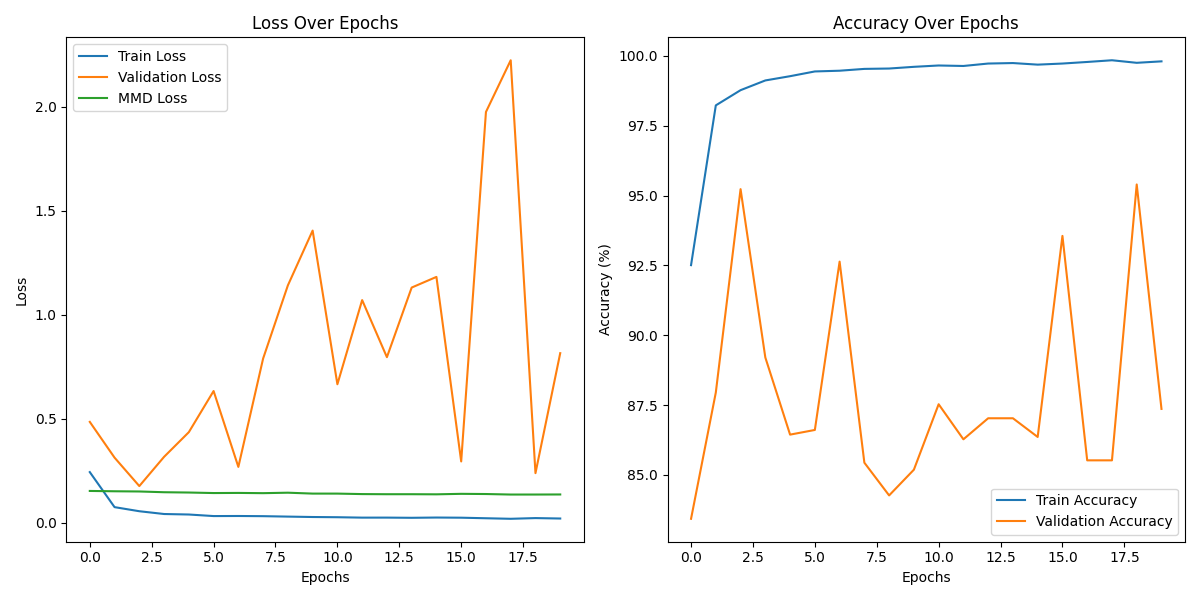 Loss Over Epochs
Train Loss
Validation Loss
MMD Loss
2.0
1.5
1.0
0.5
0.0
Loss
0.0 2.5 5.0 7.5 10.0 12.5 15.0 17.5
Epochs
Accuracy Over Epochs
100.0
97.5
95.0
92.5
90.0
87.5
85.0
Accuracy (%)
Train Accuracy
Validation Accuracy
0.0 2.5 5.0 7.5 10.0 12.5 15.0 17.5
Epochs